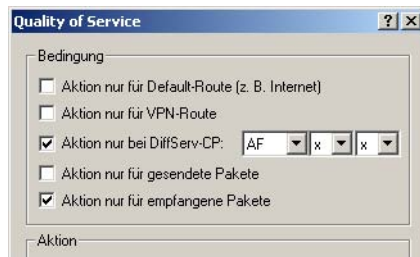 Quality of Service
Bedingung
Aktion nur für Default-Route (z. B. Internet)
Aktion nur für VPN-Route
Aktion nur bei DiffServ-CP: AF x x
Aktion nur für gesendete Pakete
Aktion nur für empfangene Pakete
Aktion